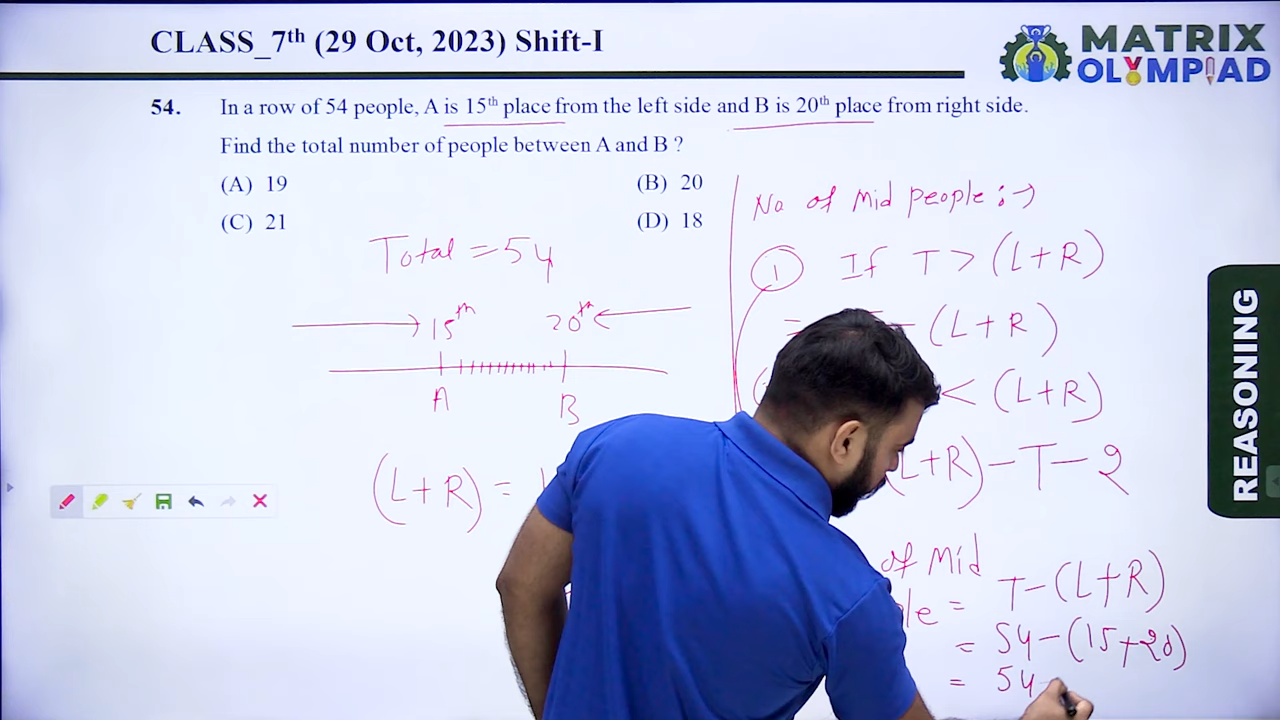 CLASS_7th (29 Oct, 2023) Shift-I
MATRIX
OLYMPIAD
54. In a row of 54 people, A is 15th place from the left side and B is 20th place from right side.
Find the total number of people between A and B ?
(A) 19
(B) 20
(C) 21
(D) 18
Total = 54
15th 20th
A B
(L+R) =
No of Mid people :→
1 If T > (L+R)
= - (L+R)
< (L+R)
(L+R) - T - 2
of Mid
= T - (L+R)
= 54 - (15+20)
= 54
REASONING